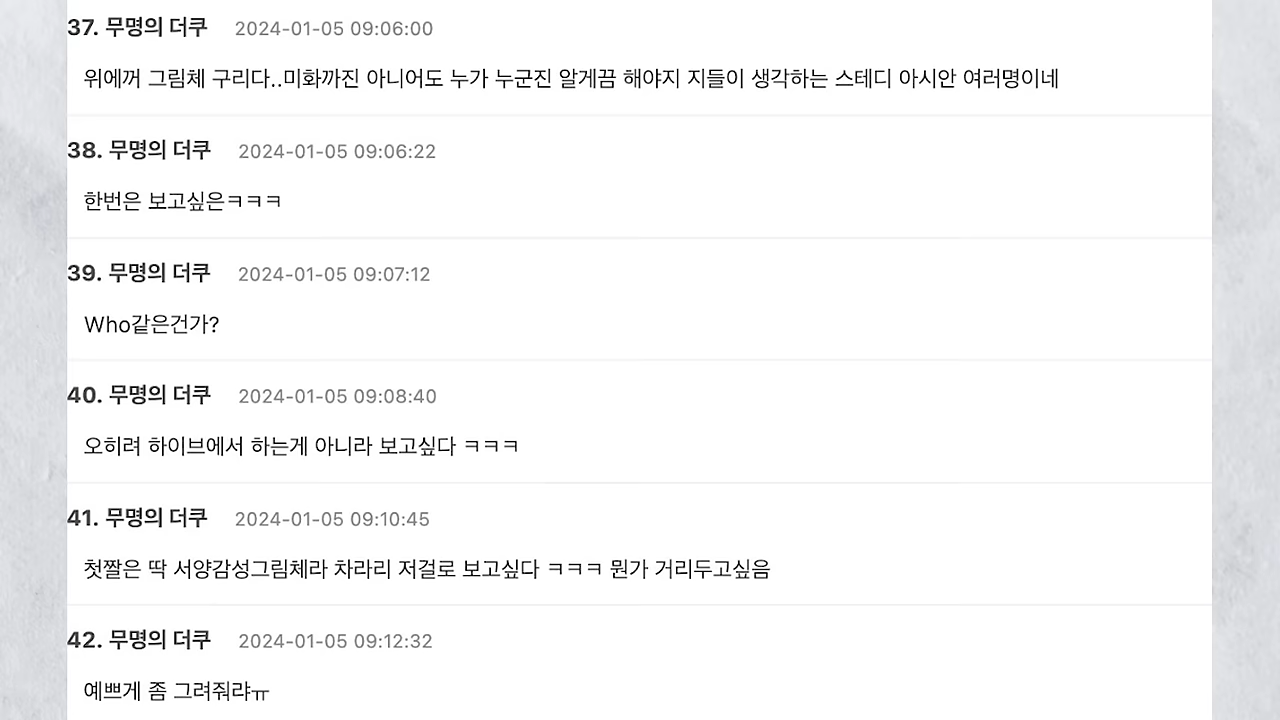 37. 무명의 더쿠 2024-01-05 09:06:00
위에꺼 그림체 구리다..미화까진 아니어도 누가 누군진 알게끔 해야지 지들이 생각하는 스테디 아시안 여러명이네
38. 무명의 더쿠 2024-01-05 09:06:22
한번은 보고싶은ㅋㅋㅋ
39. 무명의 더쿠 2024-01-05 09:07:12
Who같은건가?
40. 무명의 더쿠 2024-01-05 09:08:40
오히려 하이브에서 하는게 아니라 보고싶다 ㅋㅋㅋ
41. 무명의 더쿠 2024-01-05 09:10:45
첫짤은 딱 서양감성그림체라 차라리 저걸로 보고싶다 ㅋㅋㅋ 뭔가 거리두고싶음
42. 무명의 더쿠 2024-01-05 09:12:32
예쁘게 좀 그려줘랴ㅠ